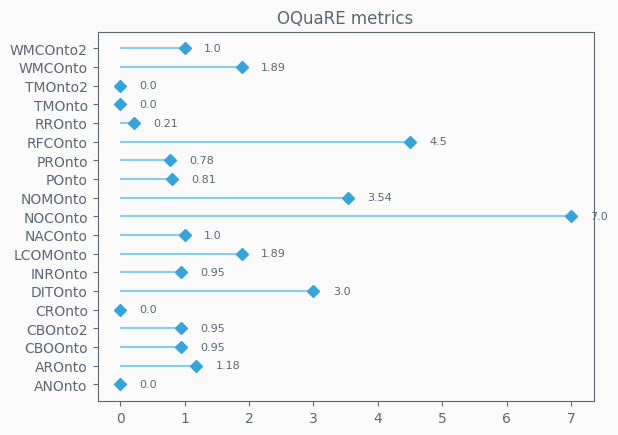 OQuaRE metrics
WMCOnto2 1.0
WMCOnto 1.89
TMOnto2 0.0
TMOnto 0.0
RROnto 0.21
RFCOnto 4.5
PROnto 0.78
POnto 0.81
NOMOnto 3.54
NOCOnto 7.0
NACOnto 1.0
LCOMOnto 1.89
INROnto 0.95
DITOnto 3.0
CROnto 0.0
CBOnto2 0.95
CBOOnto 0.95
AROnto 1.18
ANOnto 0.0
0 1 2 3 4 5 6 7